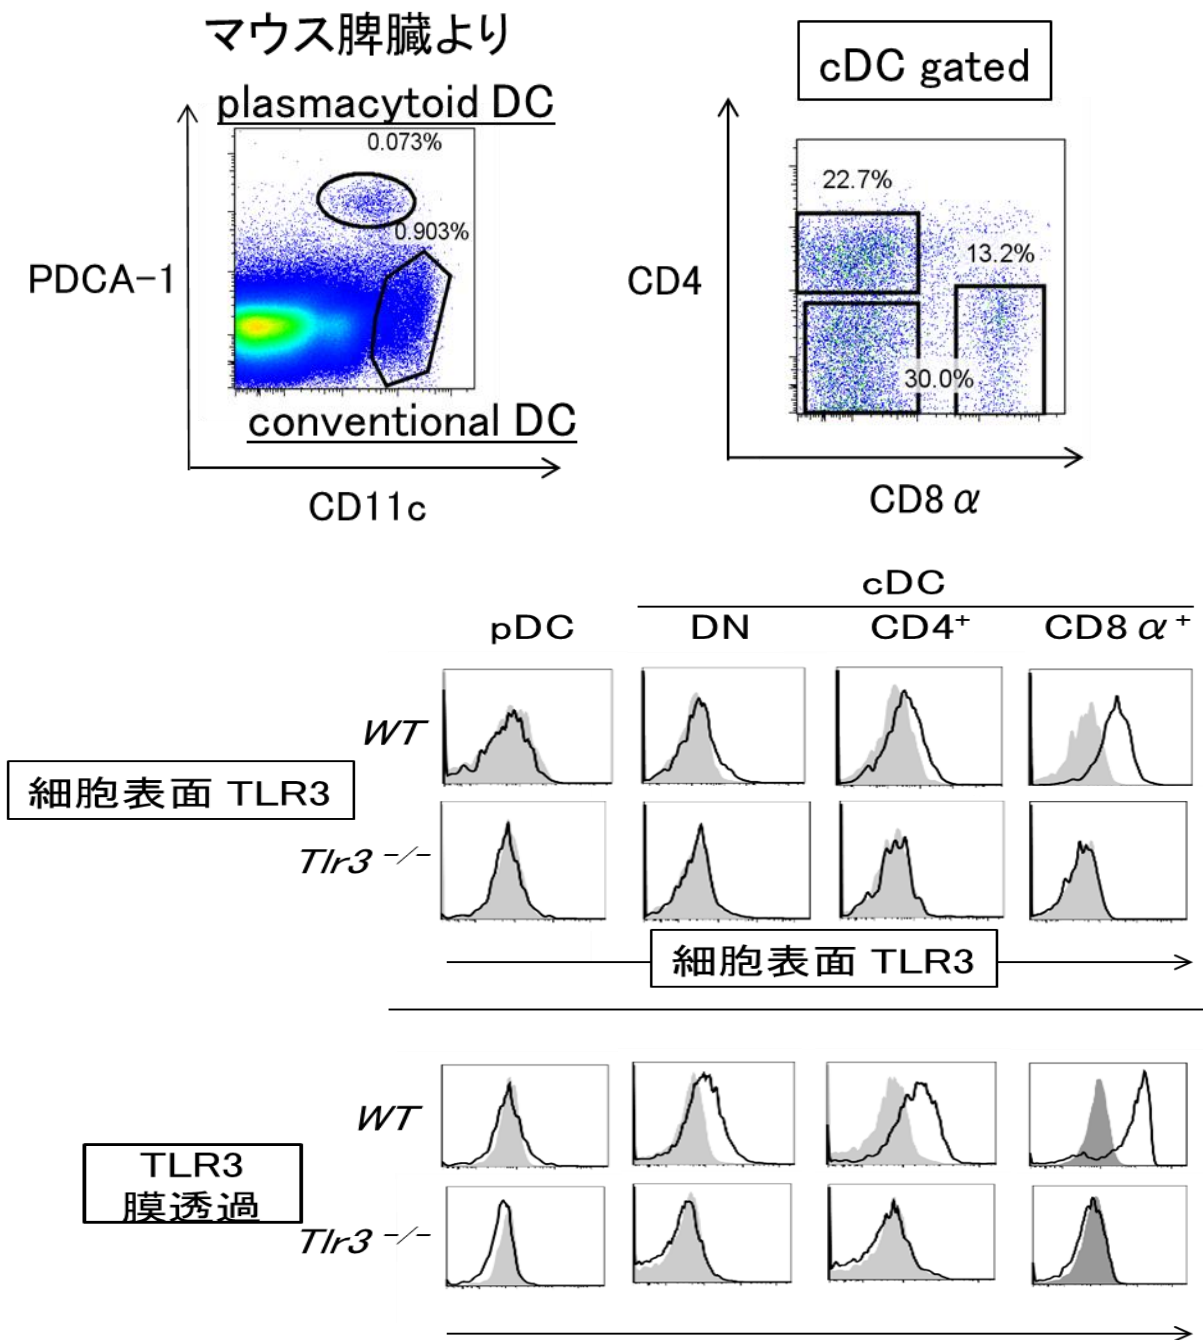 マウス脾臓より
plasmacytoid DC
0.073%
0.903%
PDCA-1
conventional DC
CD11c
cDC gated
22.7%
13.2%
30.0%
CD4
CD8α
cDC
pDC DN CD4⁺ CD8α⁺
WT
細胞表面 TLR3
Tlr3 ⁻/⁻
細胞表面 TLR3
WT
TLR3
膜透過
Tlr3 ⁻/⁻